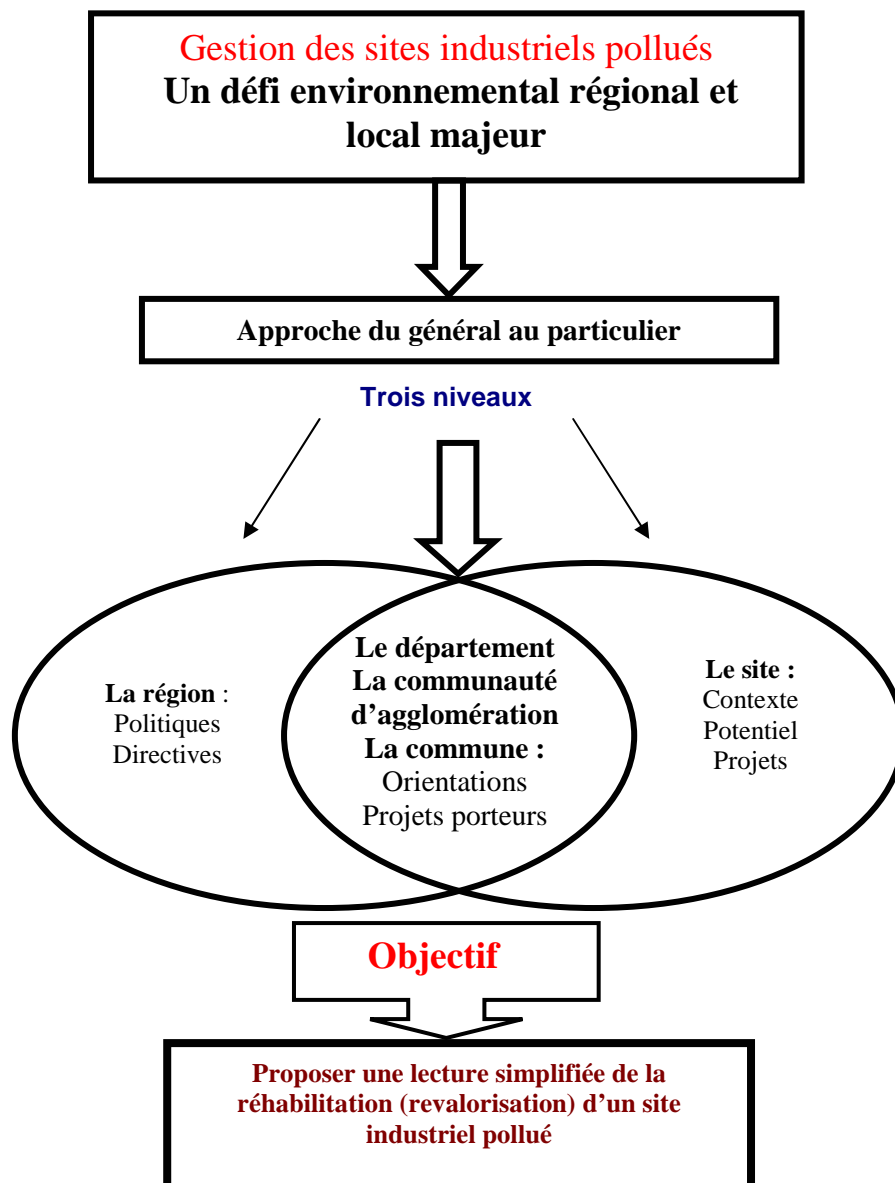 Gestion des sites industriels pollués
Un défi environnemental régional et
local majeur
Approche du général au particulier
Trois niveaux
La région :
Politiques
Directives
Le département
La communauté
d’agglomération
La commune :
Orientations
Projets porteurs
Le site :
Contexte
Potentiel
Projets
Objectif
Proposer une lecture simplifiée de la
réhabilitation (revalorisation) d’un site
industriel pollué